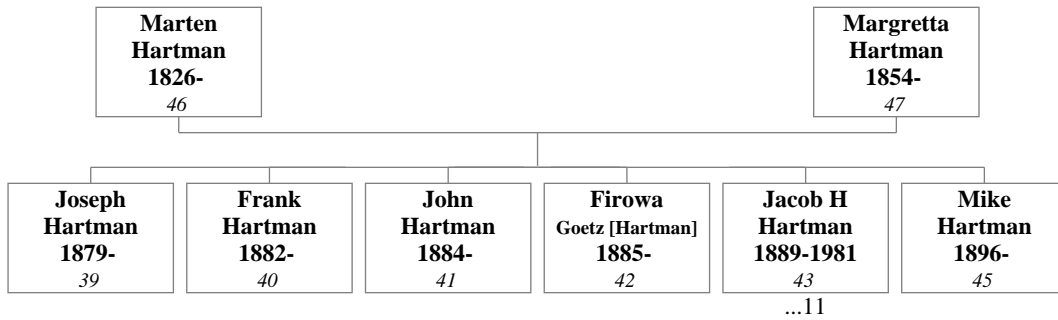 Marten
Hartman
1826-
46
Margretta
Hartman
1854-
47
Joseph
Hartman
1879-
39
Frank
Hartman
1882-
40
John
Hartman
1884-
41
Firowa
Goetz [Hartman]
1885-
42
Jacob H
Hartman
1889-1981
43
...11
Mike
Hartman
1896-
45